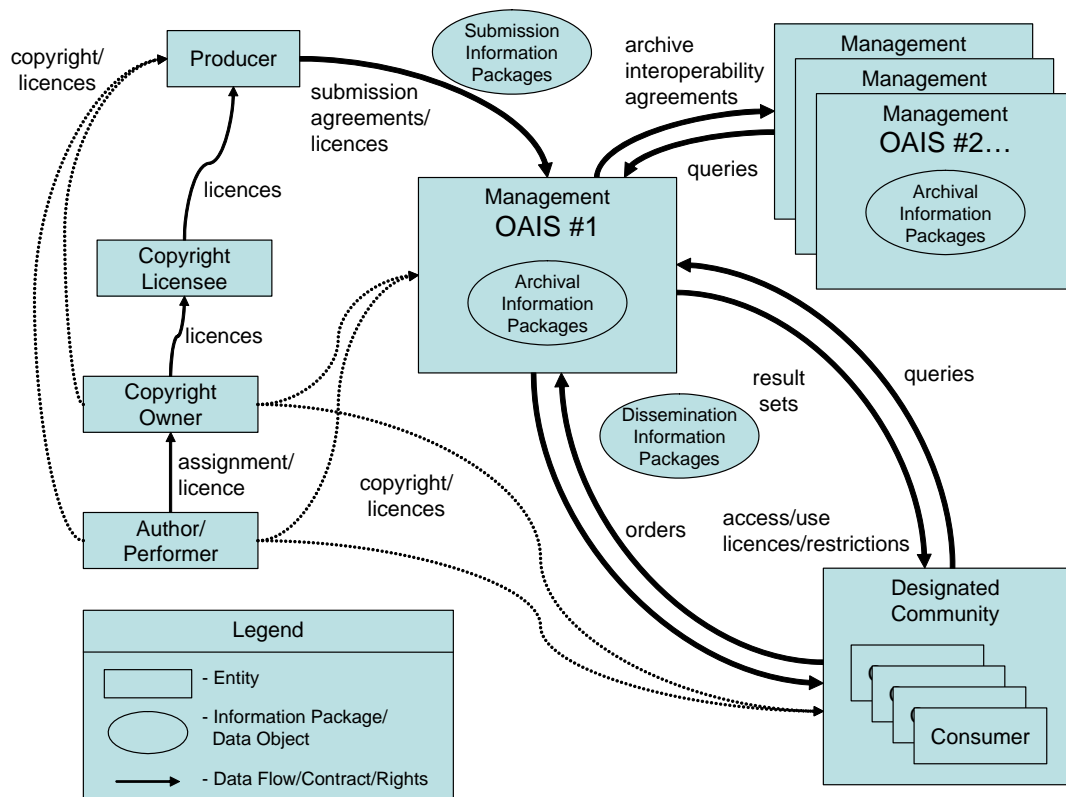 copyright/
licences
Producer
submission
agreements/
licences
Submission
Information
Packages
archive
interoperability
agreements
queries
Management
Management
Management
OAIS #2...
Archival
Information
Packages
licences
Management
OAIS #1
Archival
Information
Packages
Copyright
Licensee
licences
Copyright
Owner
assignment/
licence
Author/
Performer
copyright/
licences
Dissemination
Information
Packages
result
sets
queries
orders
access/use
licences/restrictions
Designated
Community
Consumer
Legend
- Entity
- Information Package/
Data Object
- Data Flow/Contract/Rights